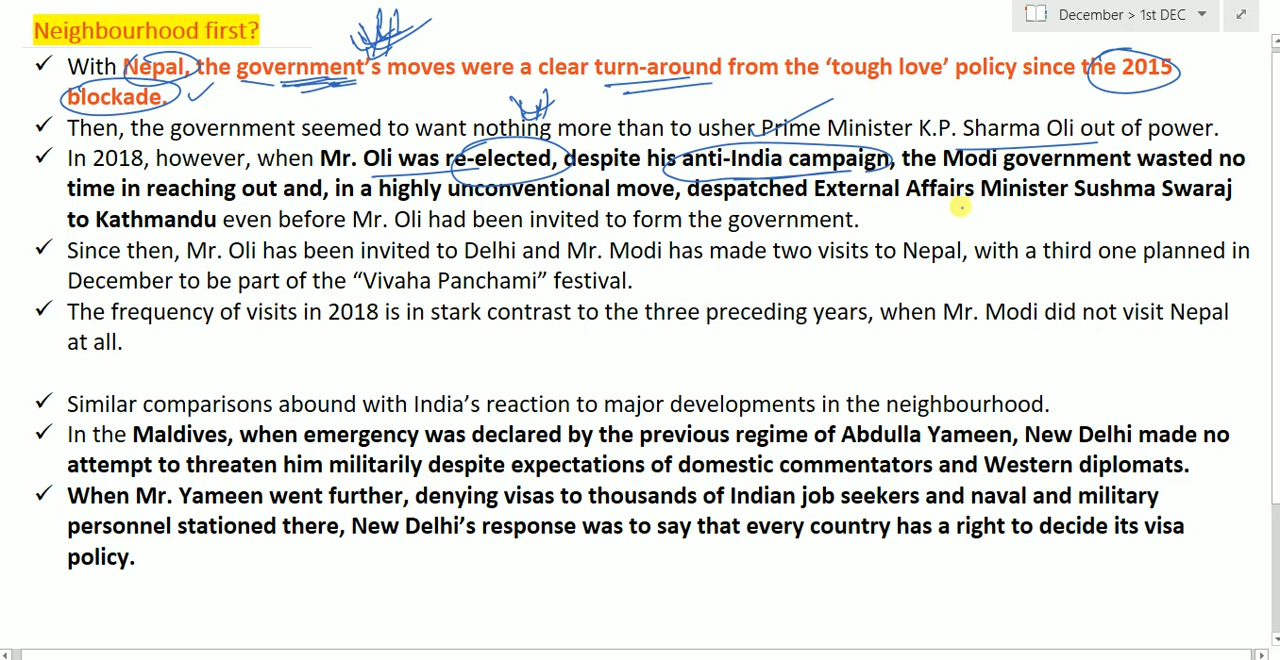 December > 1st DEC
Neighbourhood first?
✓ With Nepal, the government's moves were a clear turn-around from the 'tough love' policy since the 2015
blockade.
✓ Then, the government seemed to want nothing more than to usher Prime Minister K.P. Sharma Oli out of power.
✓ In 2018, however, when Mr. Oli was re-elected, despite his anti-India campaign, the Modi government wasted no
time in reaching out and, in a highly unconventional move, despatched External Affairs Minister Sushma Swaraj
to Kathmandu even before Mr. Oli had been invited to form the government.
✓ Since then, Mr. Oli has been invited to Delhi and Mr. Modi has made two visits to Nepal, with a third one planned in
December to be part of the "Vivaha Panchami" festival.
✓ The frequency of visits in 2018 is in stark contrast to the three preceding years, when Mr. Modi did not visit Nepal
at all.
✓ Similar comparisons abound with India's reaction to major developments in the neighbourhood.
✓ In the Maldives, when emergency was declared by the previous regime of Abdulla Yameen, New Delhi made no
attempt to threaten him militarily despite expectations of domestic commentators and Western diplomats.
✓ When Mr. Yameen went further, denying visas to thousands of Indian job seekers and naval and military
personnel stationed there, New Delhi's response was to say that every country has a right to decide its visa
policy.